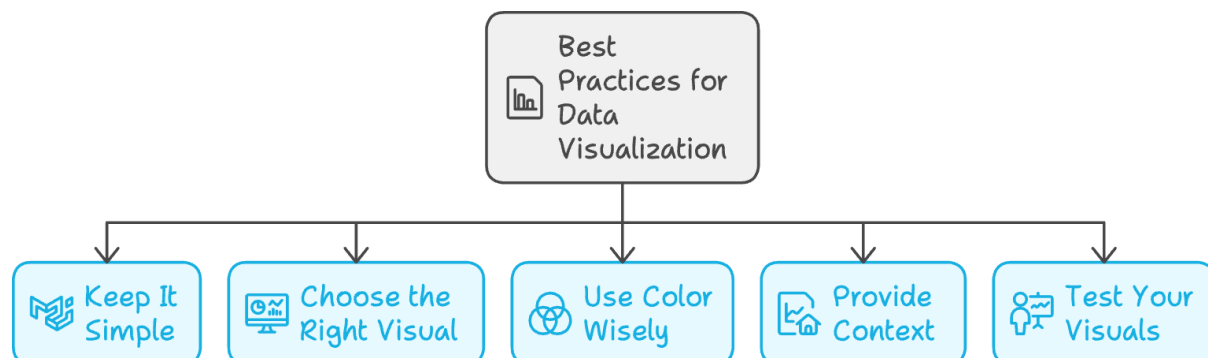 Best
Practices for
Data
Visualization
Keep It
Simple
Choose the
Right Visual
Use Color
Wisely
Provide
Context
Test Your
Visuals